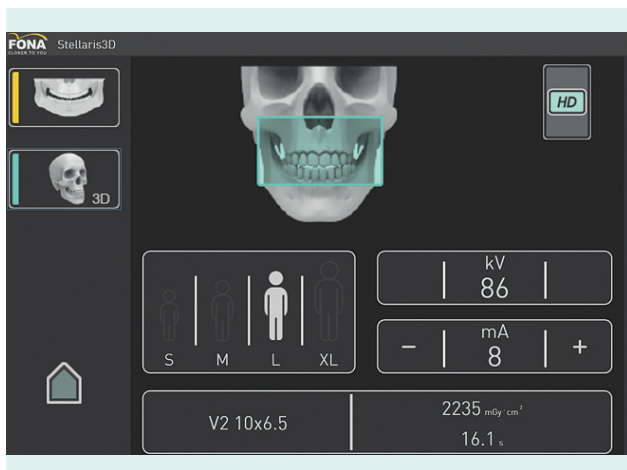 FONA Stellaris3D
CLOSER TO YOU
HD
3D
kV
86
S M L XL
mA
− 8 +
V2 10x6.5
2235 mGy·cm²
16.1 s